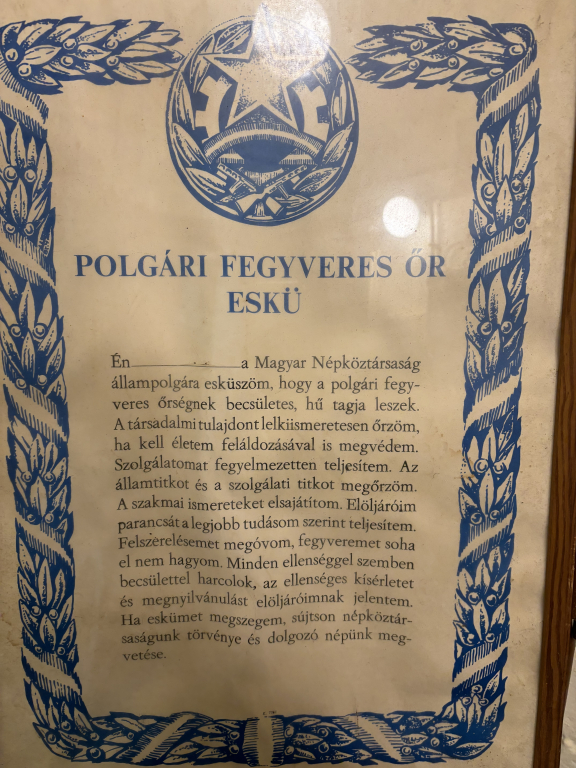 POLGÁRI FEGYVERES ŐR
ESKÜ
Én
a Magyar Népköztársaság
állampolgára esküszöm, hogy a polgári fegy-
veres őrségnek becsületes, hű tagja leszek.
A társadalmi tulajdont lelkiismeretesen őrzöm,
ha kell életem feláldozásával is megvédem.
Szolgálatomat fegyelmezetten teljesítem. Az
államtitkot és a szolgálati titkot megőrzöm.
A szakmai ismereteket elsajátítom. Elöljáróim
parancsát a legjobb tudásom szerint teljesítem.
Felszerelésemet megóvom, fegyveremet soha
el nem hagyom. Minden ellenséggel szemben
becsülettel harcolok, az ellenséges kísérletet
és megnyilvánulást elöljáróimnak jelentem.
Ha eskümet megszegem, sújtson népköztár-
saságunk törvénye és dolgozó népünk meg-
vetése.